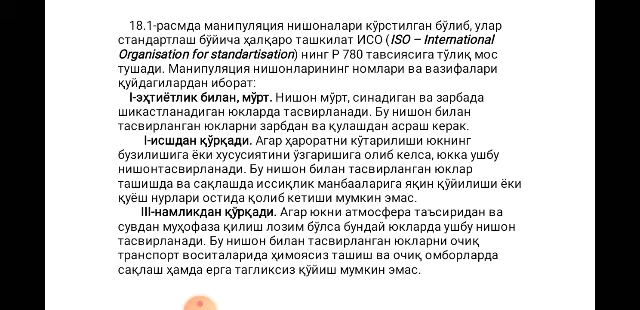 18.1-расмда манипуляция нишоналари кўрстилган бўлиб, улар
стандартлаш бўйича ҳалқаро ташкилат ИСО (ISO – International
Organisation for standartisation) нинг Р 780 тавсиясига тўлиқ мос
тушади. Манипуляция нишонларининг номлари ва вазифалари
қуйдагилардан иборат:
I-эҳтиётлик билан, мўрт. Нишон мўрт, синадиган ва зарбада
шикастланадиган юкларда тасвирланади. Бу нишон билан
тасвирланган юкларни зарбдан ва қулашдан асраш керак.
I-исшдан қўрқади. Агар ҳароратни кўтарилиши юкнинг
бузилишига ёки хусусиятини ўзгаришига олиб келса, юкка ушбу
нишонтасвирланади. Бу нишон билан тасвирланган юклар
ташишда ва сақлашда иссиқлик манбааларига яқин қўйилиши ёки
қуёш нурлари остида қолиб кетиши мумкин эмас.
III-намликдан қўрқади. Агар юкни атмосфера таъсиридан ва
сувдан муҳофаза қилиш лозим бўлса бундай юкларда ушбу нишон
тасвирланади. Бу нишон билан тасвирланган юкларни очиқ
транспорт воситаларида ҳимоясиз ташиш ва очиқ омборларда
сақлаш ҳамда ерга тагликсиз қўйиш мумкин эмас.